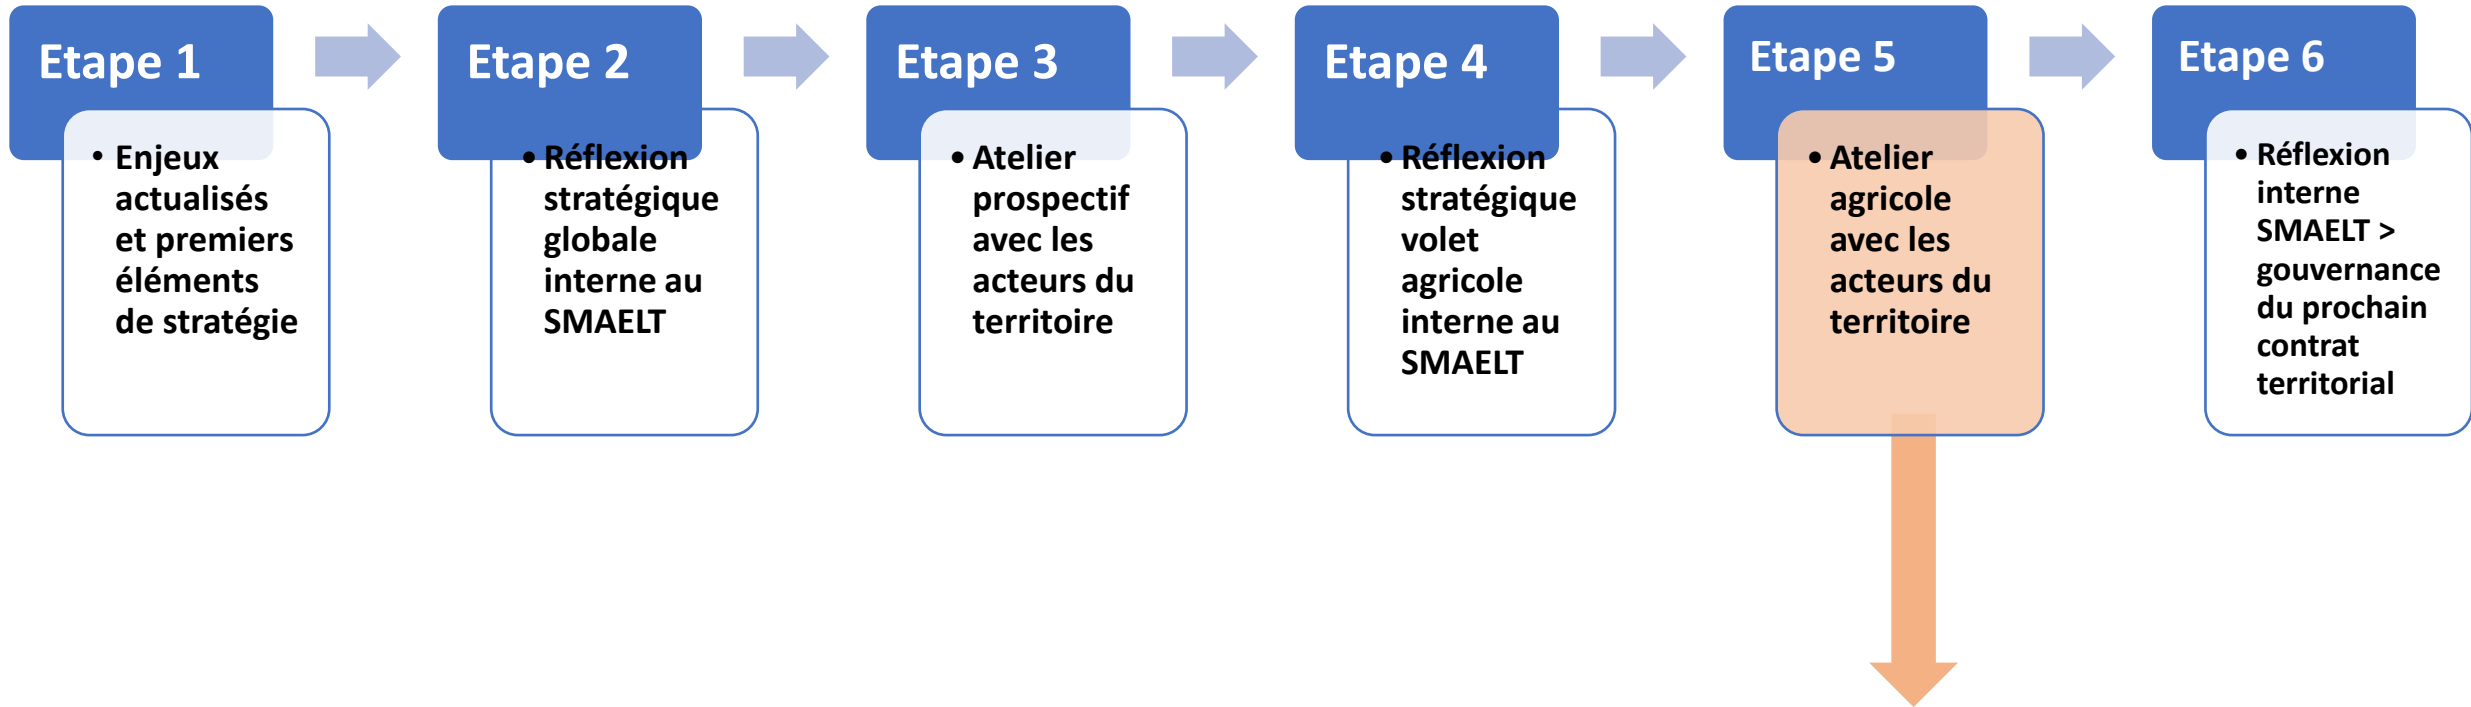 Etape 1
• Enjeux
actualisés
et premiers
éléments
de stratégie
Etape 2
• Réflexion
stratégique
globale
interne au
SMAELT
Etape 3
• Atelier
prospectif
avec les
acteurs du
territoire
Etape 4
• Réflexion
stratégique
volet
agricole
interne au
SMAELT
Etape 5
• Atelier
agricole
avec les
acteurs du
territoire
Etape 6
• Réflexion
interne
SMAELT >
gouvernance
du prochain
contrat
territorial